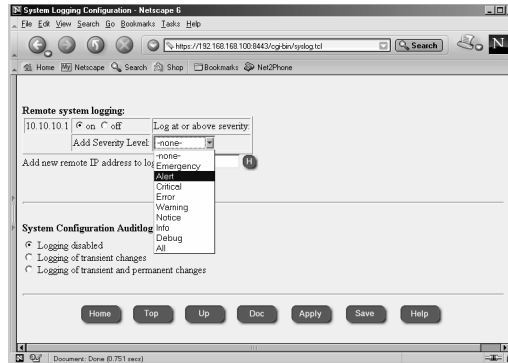 System Logging Configuration - Netscape 6
File Edit View Search Go Bookmarks Tasks Help
https://192.168.168.100:8443/cgi-bin/syslog.tcl
Search
N
Home Netscape Search Shop Bookmarks Net2Phone
Remote system logging:
10.10.10.1 on off Log at or above severity:
Add Severity Level: -none-
-none-
Emergency
Alert
Critical
Error
Warning
Notice
Info
Debug
All
Add new remote IP address to log
H
System Configuration Auditlog
Logging disabled
Logging of transient changes
Logging of transient and permanent changes
Home Top Up Doc Apply Save Help
Document: Done (0.751 secs)